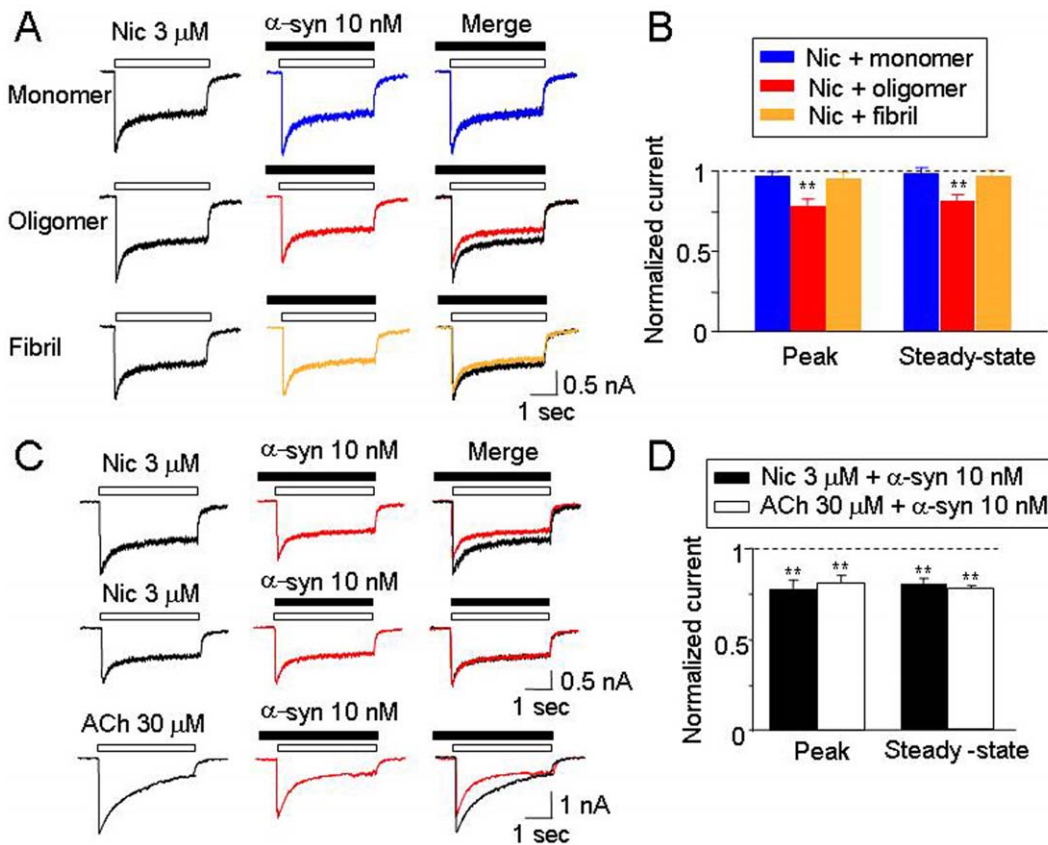 A
Nic 3 μM
α-syn 10 nM
Merge
Monomer
Oligomer
Fibril
0.5 nA
1 sec
B
Nic + monomer
Nic + oligomer
Nic + fibril
Normalized current
1
0.5
0
**
**
Peak
Steady-state
C
Nic 3 μM
α-syn 10 nM
Merge
Nic 3 μM
α-syn 10 nM
0.5 nA
1 sec
ACh 30 μM
α-syn 10 nM
1 nA
1 sec
D
Nic 3 μM + α-syn 10 nM
ACh 30 μM + α-syn 10 nM
Normalized current
1
0.5
0
**
**
**
**
Peak
Steady -state